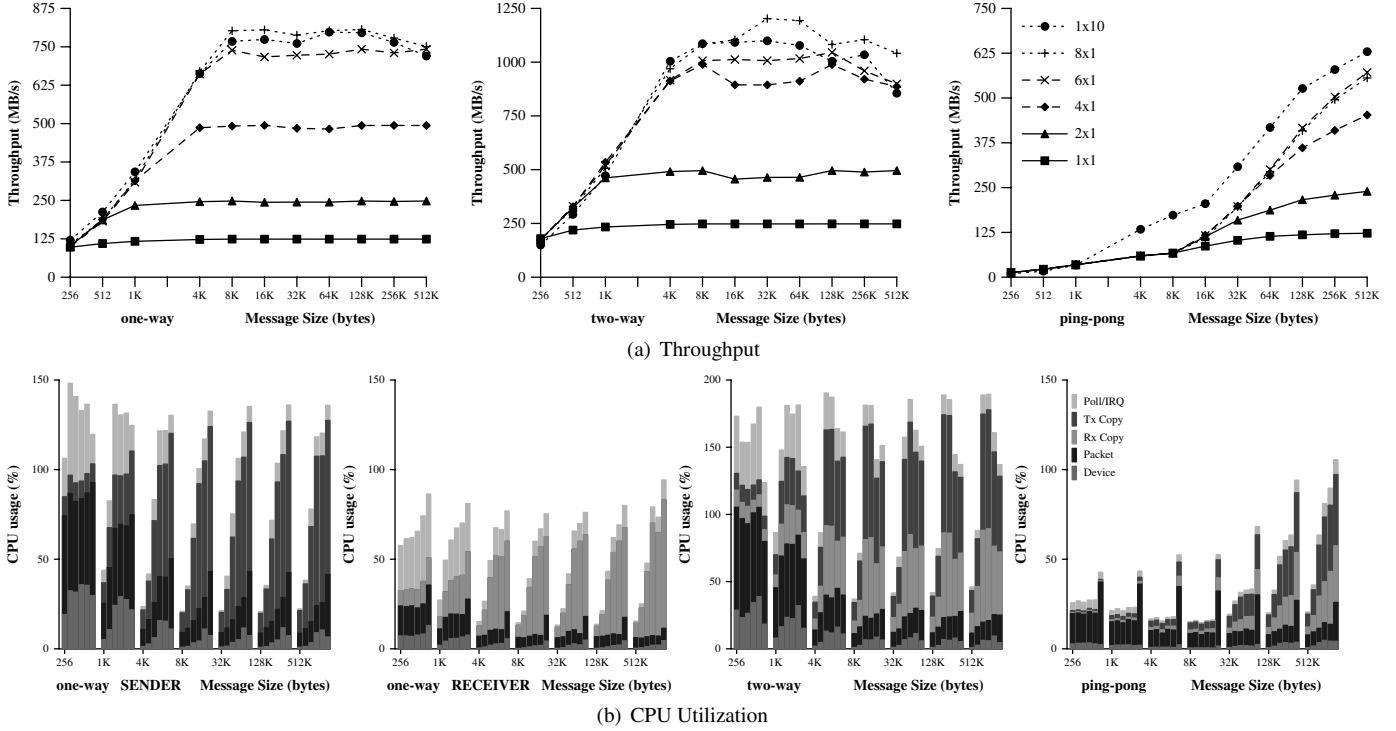 Throughput (MB/s)
875
750
625
500
375
250
125
0
256 512 1K 4K 8K 16K 32K 64K 128K 256K 512K
one-way Message Size (bytes)
Throughput (MB/s)
1250
1000
750
500
250
0
256 512 1K 4K 8K 16K 32K 64K 128K 256K 512K
two-way Message Size (bytes)
Throughput (MB/s)
750
625
500
375
250
125
0
1x10
8x1
6x1
4x1
2x1
1x1
256 512 1K 4K 8K 16K 32K 64K 128K 256K 512K
ping-pong Message Size (bytes)
(a) Throughput
CPU usage (%)
150
100
50
0
256 1K 4K 8K 32K 128K 512K
one-way SENDER Message Size (bytes)
CPU usage (%)
150
100
50
0
256 1K 4K 8K 32K 128K 512K
one-way RECEIVER Message Size (bytes)
CPU usage (%)
200
150
100
50
0
256 1K 4K 8K 32K 128K 512K
two-way Message Size (bytes)
CPU usage (%)
150
100
50
0
Poll/IRQ
Tx Copy
Rx Copy
Packet
Device
256 1K 4K 8K 32K 128K 512K
ping-pong Message Size (bytes)
(b) CPU Utilization